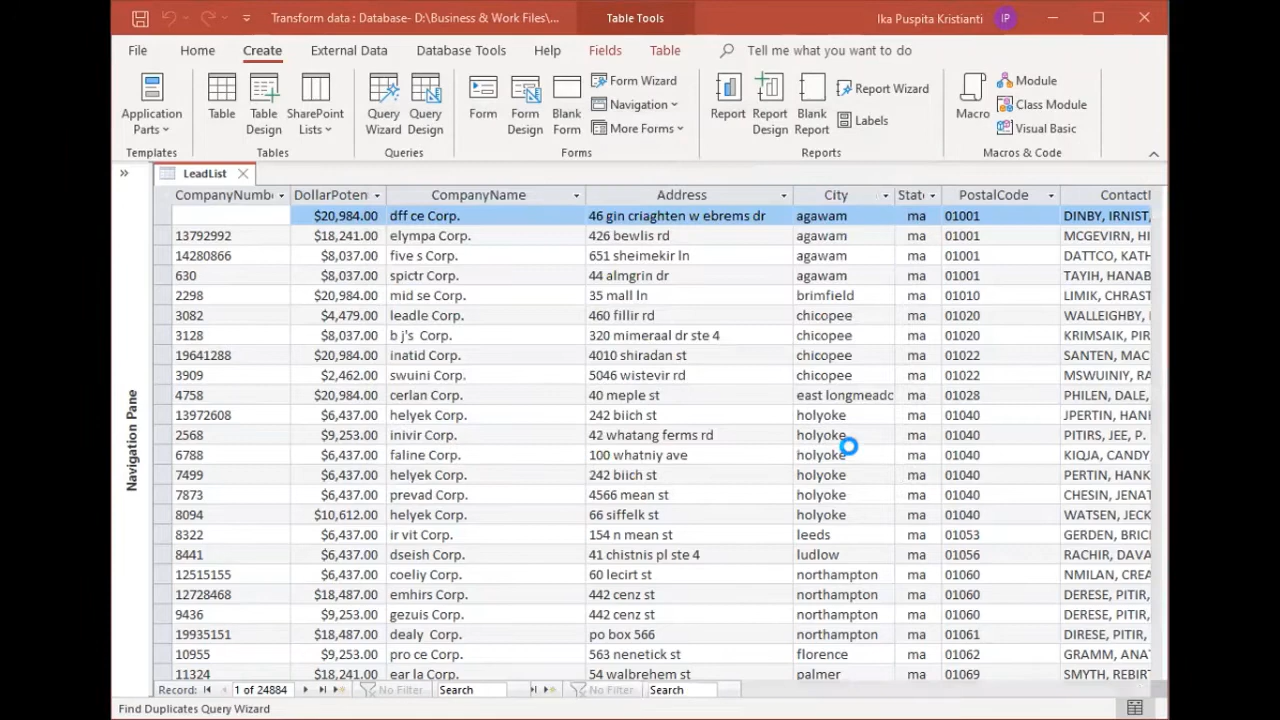 Transform data : Database- D:\Business & Work Files\... Table Tools Ika Puspita Kristianti IP
File Home Create External Data Database Tools Help Fields Table Tell me what you want to do
Application Parts Table Table Design SharePoint Lists Query Wizard Query Design Form Form Design Blank Form Form Wizard Navigation More Forms Report Report Design Blank Report Report Wizard Labels Macro Module Class Module Visual Basic
Templates Tables Queries Forms Reports Macros & Code
LeadList
CompanyNumb DollarPoten CompanyName Address City Stat PostalCode Contact
$20,984.00 dff ce Corp. 46 gin criaghten w ebrems dr agawam ma 01001 DINBY, IRNIST,
13792992 $18,241.00 elympa Corp. 426 bewlis rd agawam ma 01001 MCGEVIRN, HI
14280866 $8,037.00 five s Corp. 651 sheimekir ln agawam ma 01001 DATTCO, KATH
630 $8,037.00 spictr Corp. 44 almgrin dr agawam ma 01001 TAYIH, HANAB
2298 $20,984.00 mid se Corp. 35 mall ln brimfield ma 01010 LIMIK, CHRAST
3082 $4,479.00 leadle Corp. 460 fillir rd chicopee ma 01020 WALLEIGHBY,
3128 $8,037.00 b j's Corp. 320 mimeraal dr ste 4 chicopee ma 01020 KRIMSAIK, PIR
19641288 $20,984.00 inatid Corp. 4010 shiradan st chicopee ma 01022 SANTEN, MAC
3909 $2,462.00 swuini Corp. 5046 wistevir rd chicopee ma 01022 MSWUINIY, RA
4758 $20,984.00 cerlan Corp. 40 meple st east longmeado ma 01028 PHILEN, DALE,
13972608 $6,437.00 helyek Corp. 242 biich st holyoke ma 01040 JPERTIN, HANI
2568 $9,253.00 inivir Corp. 42 whatang ferms rd holyoke ma 01040 PITIRS, JEE, P.
6788 $6,437.00 faline Corp. 100 whatniy ave holyoke ma 01040 KIQJA, CANDY
7499 $6,437.00 helyek Corp. 242 biich st holyoke ma 01040 PERTIN, HANK
7873 $6,437.00 prevad Corp. 4566 mean st holyoke ma 01040 CHESIN, JENAT
8094 $10,612.00 helyek Corp. 66 siffelk st holyoke ma 01040 WATSEN, JECK
8322 $6,437.00 ir vit Corp. 154 n mean st leeds ma 01053 GERDEN, BRIC
8441 $6,437.00 dseish Corp. 41 chistnis pl ste 4 ludlow ma 01056 RACHIR, DAVA
12515155 $6,437.00 coeliy Corp. 60 lecirt st northampton ma 01060 NMILAN, CREA
12728468 $18,487.00 emhirs Corp. 442 cenz st northampton ma 01060 DERESE, PITIR
9436 $9,253.00 gezuis Corp. 442 cenz st northampton ma 01060 DERESE, PITIR
19935151 $18,487.00 dealy Corp. po box 566 northampton ma 01061 DIRESE, PITIR,
10955 $9,253.00 pro ce Corp. 563 nenetick st florence ma 01062 GRAMM, ANAT
11324 $18,241.00 ear la Corp. 54 walbrehem st palmer ma 01069 SMYTH, REBIRT
Navigation Pane
Record: 1 of 24884 No Filter Search No Filter Search
Find Duplicates Query Wizard